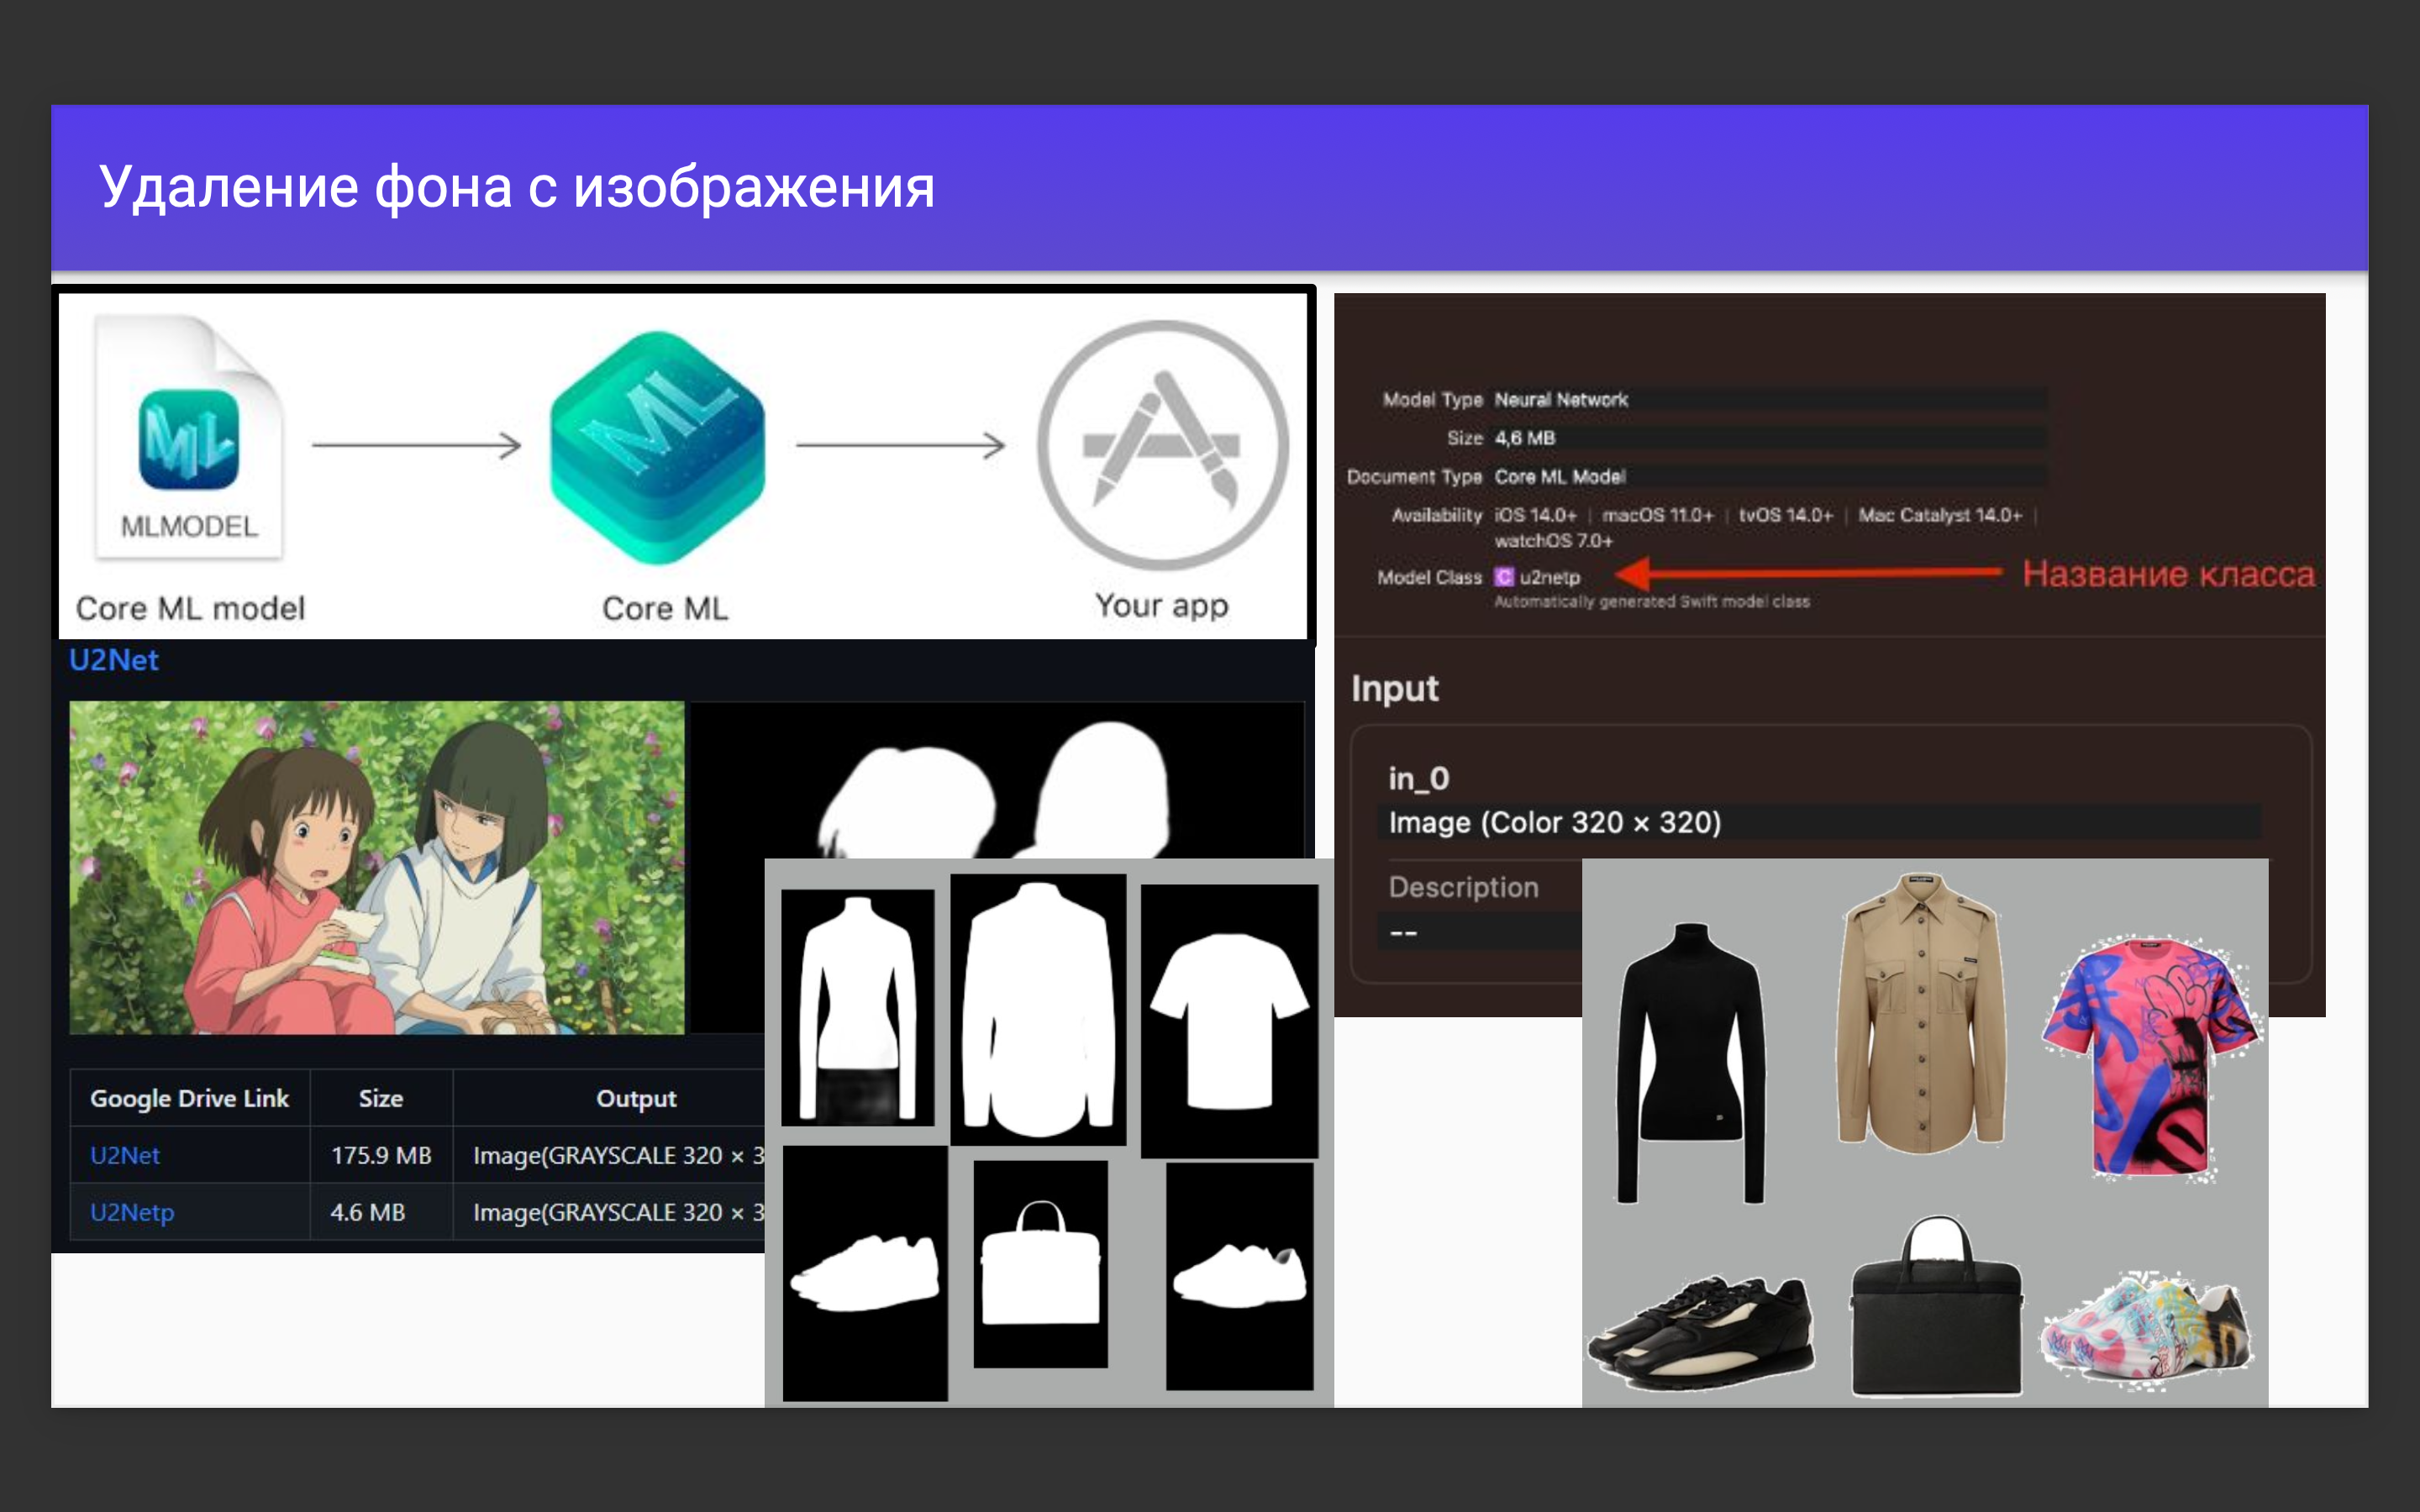 Удаление фона с изображения
ML
MLMODEL
Core ML model
ML
Core ML
Your app
U2Net
Google Drive Link Size Output
U2Net 175.9 MB Image(GRAYSCALE 320 × 3
U2Netp 4.6 MB Image(GRAYSCALE 320 × 3
Model Type Neural Network
Size 4,6 MB
Document Type Core ML Model
Availability iOS 14.0+ | macOS 11.0+ | tvOS 14.0+ | Mac Catalyst 14.0+ |
watchOS 7.0+
Model Class C u2netp
Название класса
Automatically generated Swift model class
Input
in_0
Image (Color 320 × 320)
Description
--